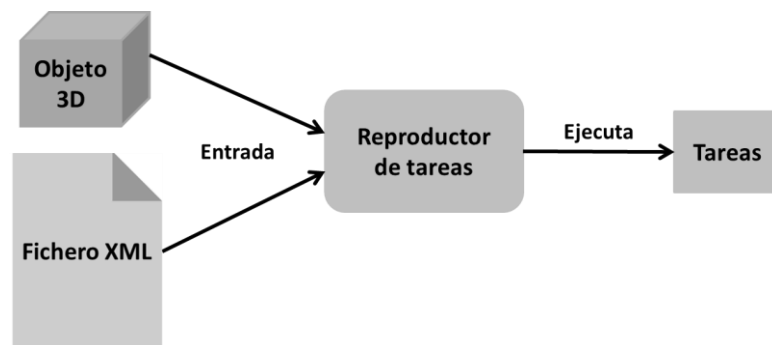 Objeto
3D
Entrada
Fichero XML
Reproductor
de tareas
Ejecuta
Tareas